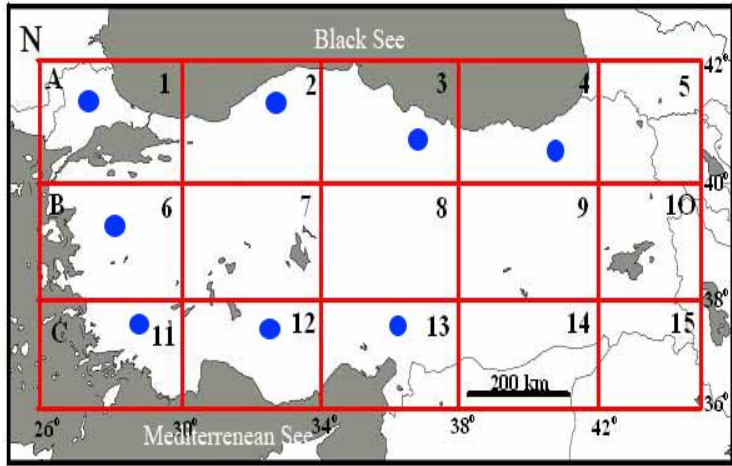 N
Black See
A 1 2 3 4 5
42°
40°
B 6 7 8 9 1O
38°
C 11 12 13 14 15
200 km
36°
26° 30° 34° 38° 42°
Mediterrenean See